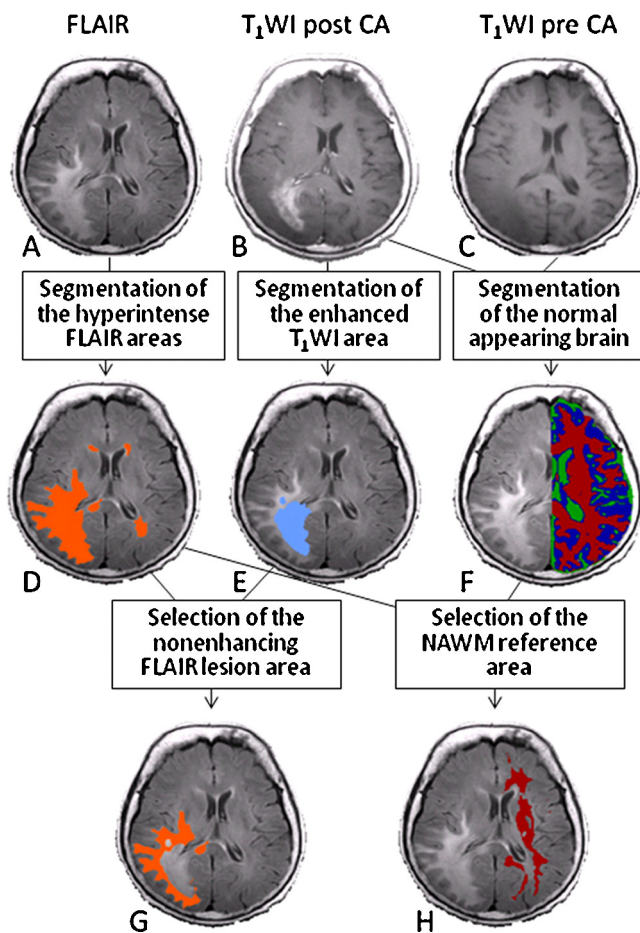 FLAIR
T₁WI post CA
T₁WI pre CA
A
B
C
Segmentation of
the hyperintense
FLAIR areas
Segmentation of
the enhanced
T₁WI area
Segmentation
of the normal
appearing brain
D
E
F
Selection of the
nonenhancing
FLAIR lesion area
Selection of the
NAWM reference
area
G
H